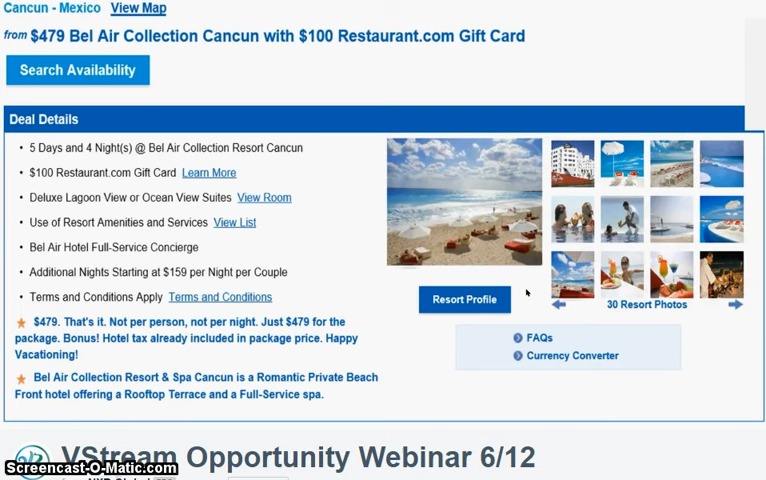 Cancun - Mexico View Map
from $479 Bel Air Collection Cancun with $100 Restaurant.com Gift Card
Search Availability
Deal Details
• 5 Days and 4 Night(s) @ Bel Air Collection Resort Cancun
• $100 Restaurant.com Gift Card Learn More
• Deluxe Lagoon View or Ocean View Suites View Room
• Use of Resort Amenities and Services View List
• Bel Air Hotel Full-Service Concierge
• Additional Nights Starting at $159 per Night per Couple
• Terms and Conditions Apply Terms and Conditions
$479. That's it. Not per person, not per night. Just $479 for the
package. Bonus! Hotel tax already included in package price. Happy
Vacationing!
Bel Air Collection Resort & Spa Cancun is a Romantic Private Beach
Front hotel offering a Rooftop Terrace and a Full-Service spa.
Resort Profile
30 Resort Photos
FAQs
Currency Converter
VStream Opportunity Webinar 6/12
Screencast-O-Matic.com